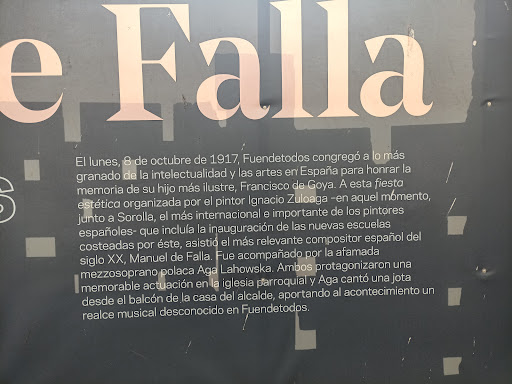 e Falla
El lunes, 8 de octubre de 1917, Fuendetodos congregó a lo más
granado de la intelectualidad y las artes en España para honrar la
memoria de su hijo más ilustre, Francisco de Goya. A esta fiesta
estética organizada por el pintor Ignacio Zuloaga -en aquel momento,
junto a Sorolla, el más internacional e importante de los pintores
españoles- que incluía la inauguración de las nuevas escuelas
costeadas por éste, asistió el más relevante compositor español del
siglo XX, Manuel de Falla. Fue acompañado por la afamada
mezzosoprano polaca Aga Lahowska. Ambos protagonizaron una
memorable actuación en la iglesia parroquial y Aga cantó una jota
desde el balcón de la casa del alcalde, aportando al acontecimiento un
realce musical desconocido en Fuendetodos.